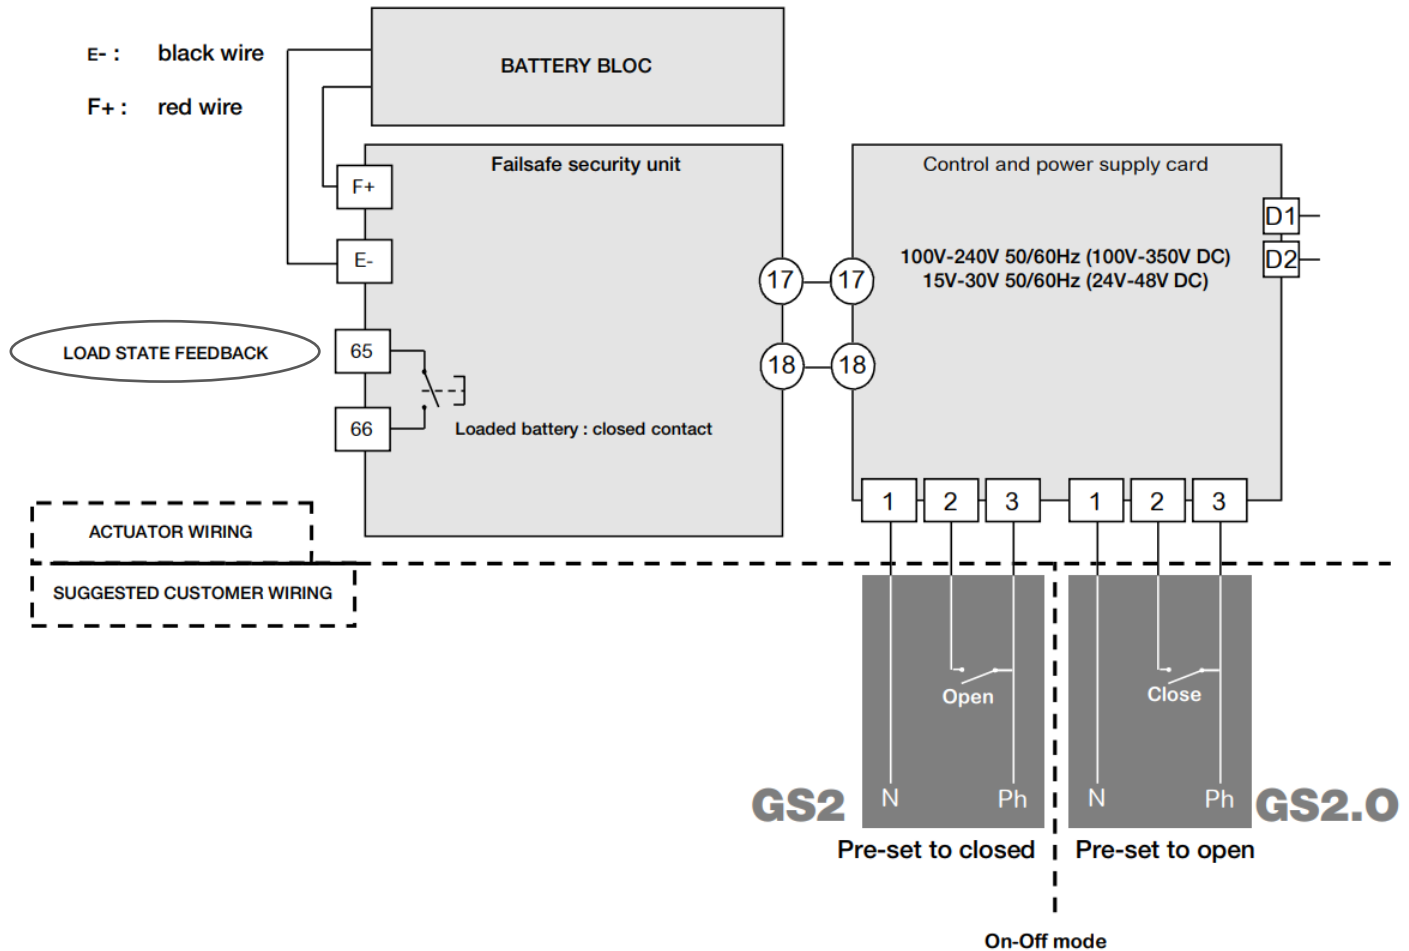 E- : black wire
F+ : red wire
BATTERY BLOC
Failsafe security unit
F+
E-
LOAD STATE FEEDBACK
65
66
Loaded battery : closed contact
17
18
Control and power supply card
17
18
100V-240V 50/60Hz (100V-350V DC)
15V-30V 50/60Hz (24V-48V DC)
D1
D2
1 2 3 1 2 3
ACTUATOR WIRING
SUGGESTED CUSTOMER WIRING
Open
Close
GS2 N Ph N Ph GS2.O
Pre-set to closed
Pre-set to open
On-Off mode